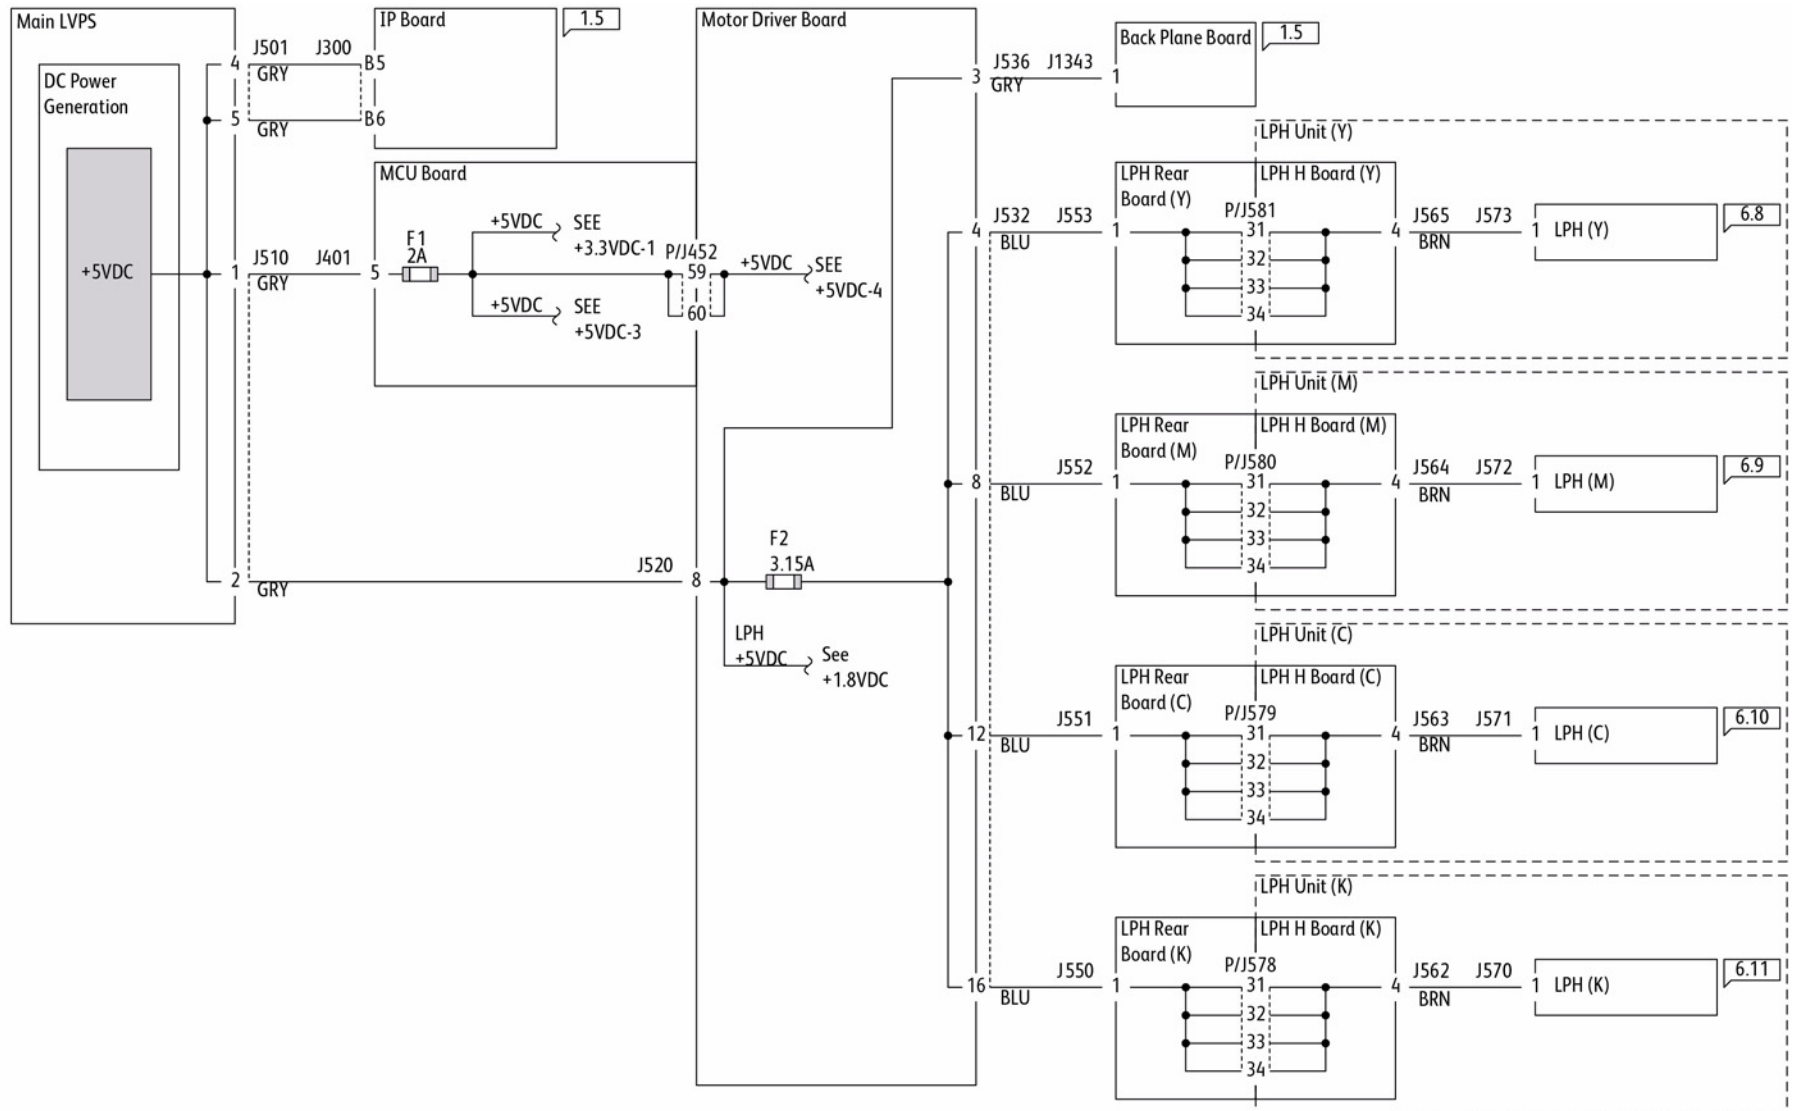 Main LVPS
IP Board
1.5
Motor Driver Board
Back Plane Board
1.5
J501
J300
4
GRY
B5
5
GRY
B6
DC Power
Generation
+5VDC
3
J536
J1343
GRY
1
MCU Board
+5VDC
SEE
+3.3VDC-1
F1
2A
P/J452
1
J510
J401
GRY
5
59
+5VDC
SEE
+5VDC-4
+5VDC
SEE
+5VDC-3
60
LPH Unit (Y)
LPH Rear
Board (Y)
LPH H Board (Y)
P/J581
4
J532
J553
BLU
1
31
32
33
34
4
J565
J573
BRN
1
LPH (Y)
6.8
LPH Unit (M)
LPH Rear
Board (M)
LPH H Board (M)
P/J580
8
J552
BLU
1
31
32
33
34
4
J564
J572
BRN
1
LPH (M)
6.9
2
GRY
J520
8
F2
3.15A
LPH
+5VDC
See
+1.8VDC
LPH Unit (C)
LPH Rear
Board (C)
LPH H Board (C)
P/J579
12
J551
BLU
1
31
32
33
34
4
J563
J571
BRN
1
LPH (C)
6.10
LPH Unit (K)
LPH Rear
Board (K)
LPH H Board (K)
P/J578
16
J550
BLU
1
31
32
33
34
4
J562
J570
BRN
1
LPH (K)
6.11